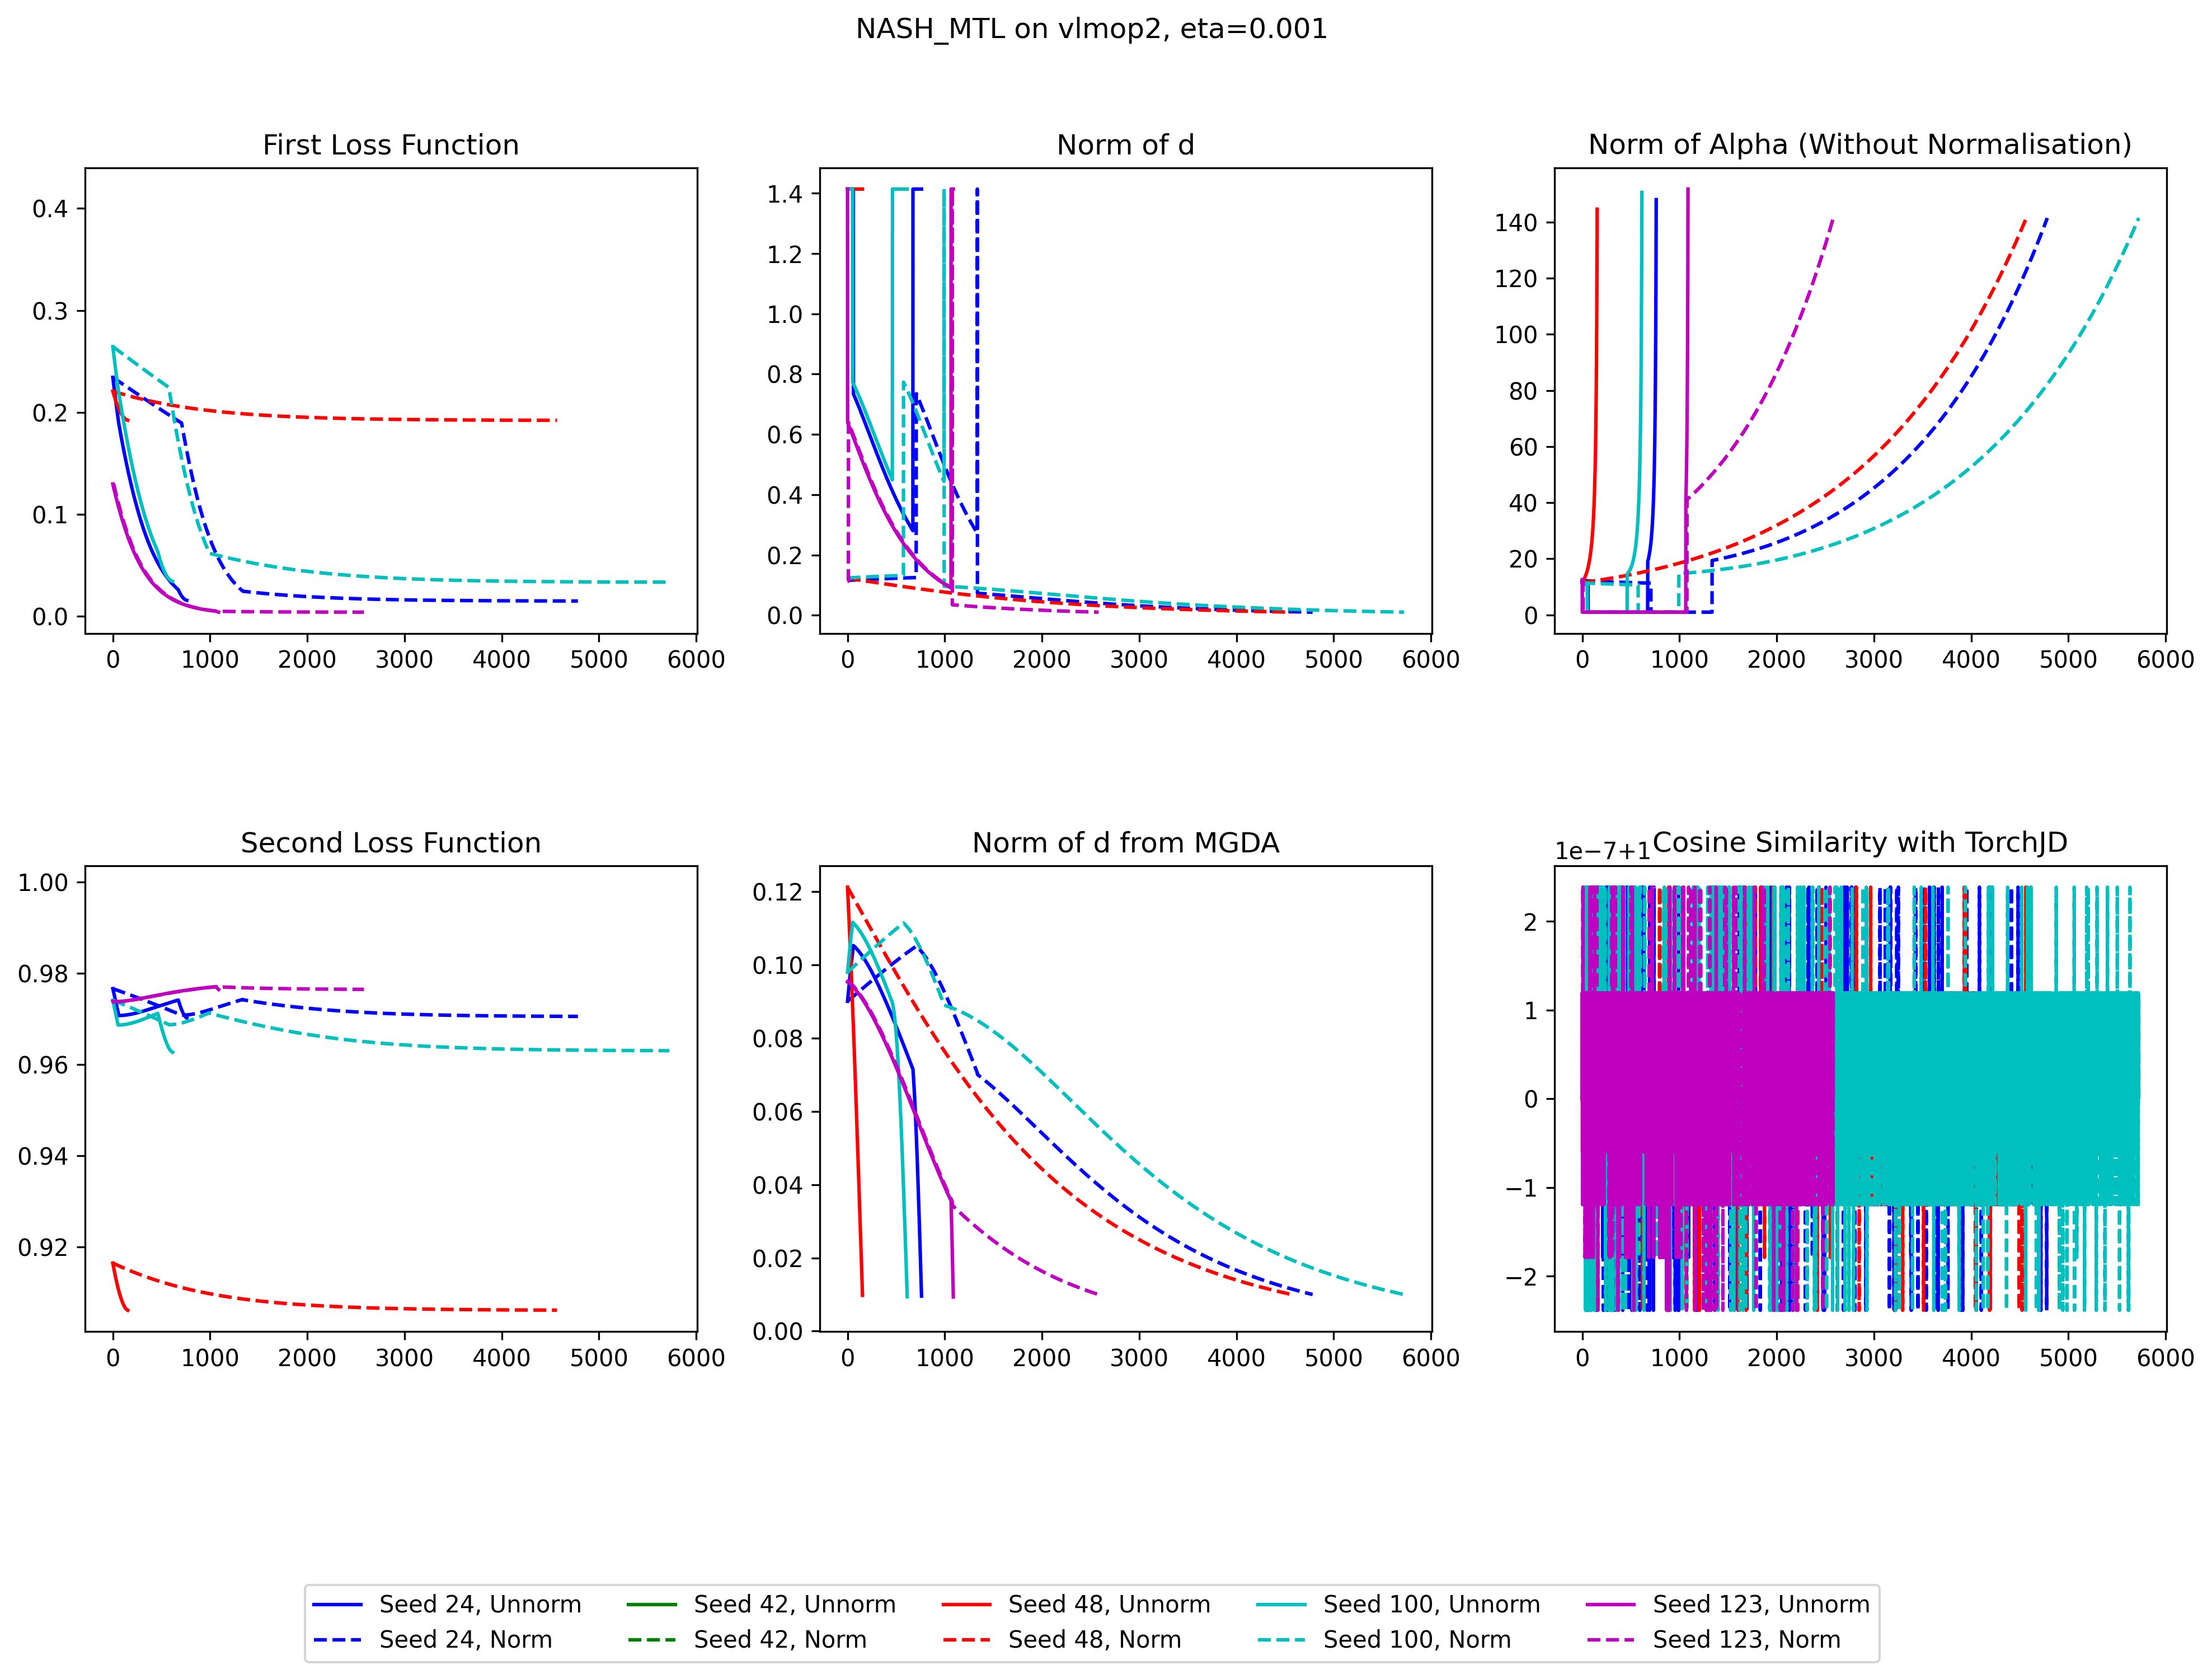 NASH_MTL on vlmop2, eta=0.001
First Loss Function
0.4
0.3
0.2
0.1
0.0
0 1000 2000 3000 4000 5000 6000
Norm of d
1.4
1.2
1.0
0.8
0.6
0.4
0.2
0.0
0 1000 2000 3000 4000 5000 6000
Norm of Alpha (Without Normalisation)
140
120
100
80
60
40
20
0
0 1000 2000 3000 4000 5000 6000
Second Loss Function
1.00
0.98
0.96
0.94
0.92
0 1000 2000 3000 4000 5000 6000
Norm of d from MGDA
0.12
0.10
0.08
0.06
0.04
0.02
0.00
0 1000 2000 3000 4000 5000 6000
Cosine Similarity with TorchJD
1e−7+1
2
1
0
−1
−2
0 1000 2000 3000 4000 5000 6000
Seed 24, Unnorm Seed 42, Unnorm Seed 48, Unnorm Seed 100, Unnorm Seed 123, Unnorm
Seed 24, Norm Seed 42, Norm Seed 48, Norm Seed 100, Norm Seed 123, Norm